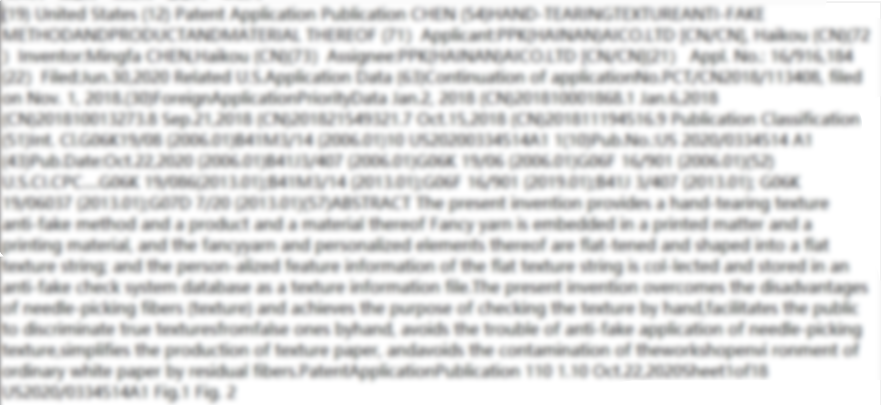 (19) United States (12) Patent Application Publication CHEN (54)HAND-TEARINGTEXTUREANTI-FAKE
METHODANDPRODUCTANDMATERIAL THEREOF (71) Applicant:PPK(HAINAN)AICO.LTD [CN/CN], Haikou (CN)(72
) Inventor:Mingfa CHEN,Haikou (CN)(73) Assignee:PPK(HAINAN)AICO.LTD [CN/CN](21) Appl. No.: 16/916,184
(22) Filed:Jun.30,2020 Related U.S.Application Data (63)Continuation of applicationNo.PCT/CN2018/113408, filed
on Nov. 1, 2018.(30)ForeignApplicationPriorityData Jan.2, 2018 (CN)201810001868.1 Jan.6,2018
(CN)201810013273.8 Sep.21,2018 (CN)201821549321.7 Oct.15,2018 (CN)201811194516.9 Publication Classification
(51)Int. Cl.G06K19/08 (2006.01)B41M3/14 (2006.01)10 US20200334514A1 1(10)Pub.No.:US 2020/0334514 A1
(43)Pub.Date:Oct.22,2020 (2006.01)B41J3/407 (2006.01)G06K 19/06 (2006.01)G06F 16/901 (2006.01)(52)
U.S.Cl.CPC....G06K 19/086(2013.01);B41M3/14 (2013.01);G06F 16/901 (2019.01);B41J 3/407 (2013.01); G06K
19/06037 (2013.01);G07D 7/20 (2013.01)(57)ABSTRACT The present invention provides a hand-tearing texture
anti-fake method and a product and a material thereof Fancy yarn is embedded in a printed matter and a
printing material, and the fancyyarn and personalized elements thereof are flat-tened and shaped into a flat
texture string; and the person-alized feature information of the flat texture string is col-lected and stored in an
anti-fake check system database as a texture information file.The present invention overcomes the disadvantages
of needle-picking fibers (texture) and achieves the purpose of checking the texture by hand,facilitates the public
to discriminate true texturesfromfalse ones byhand, avoids the trouble of anti-fake application of needle-picking
texture,simplifies the production of texture paper, andavoids the contamination of theworkshopenvi ronment of
ordinary white paper by residual fibers.PatentApplicationPublication 110 1.10 Oct.22,2020Sheet1of18
US2020/0334514A1 Fig.1 Fig. 2